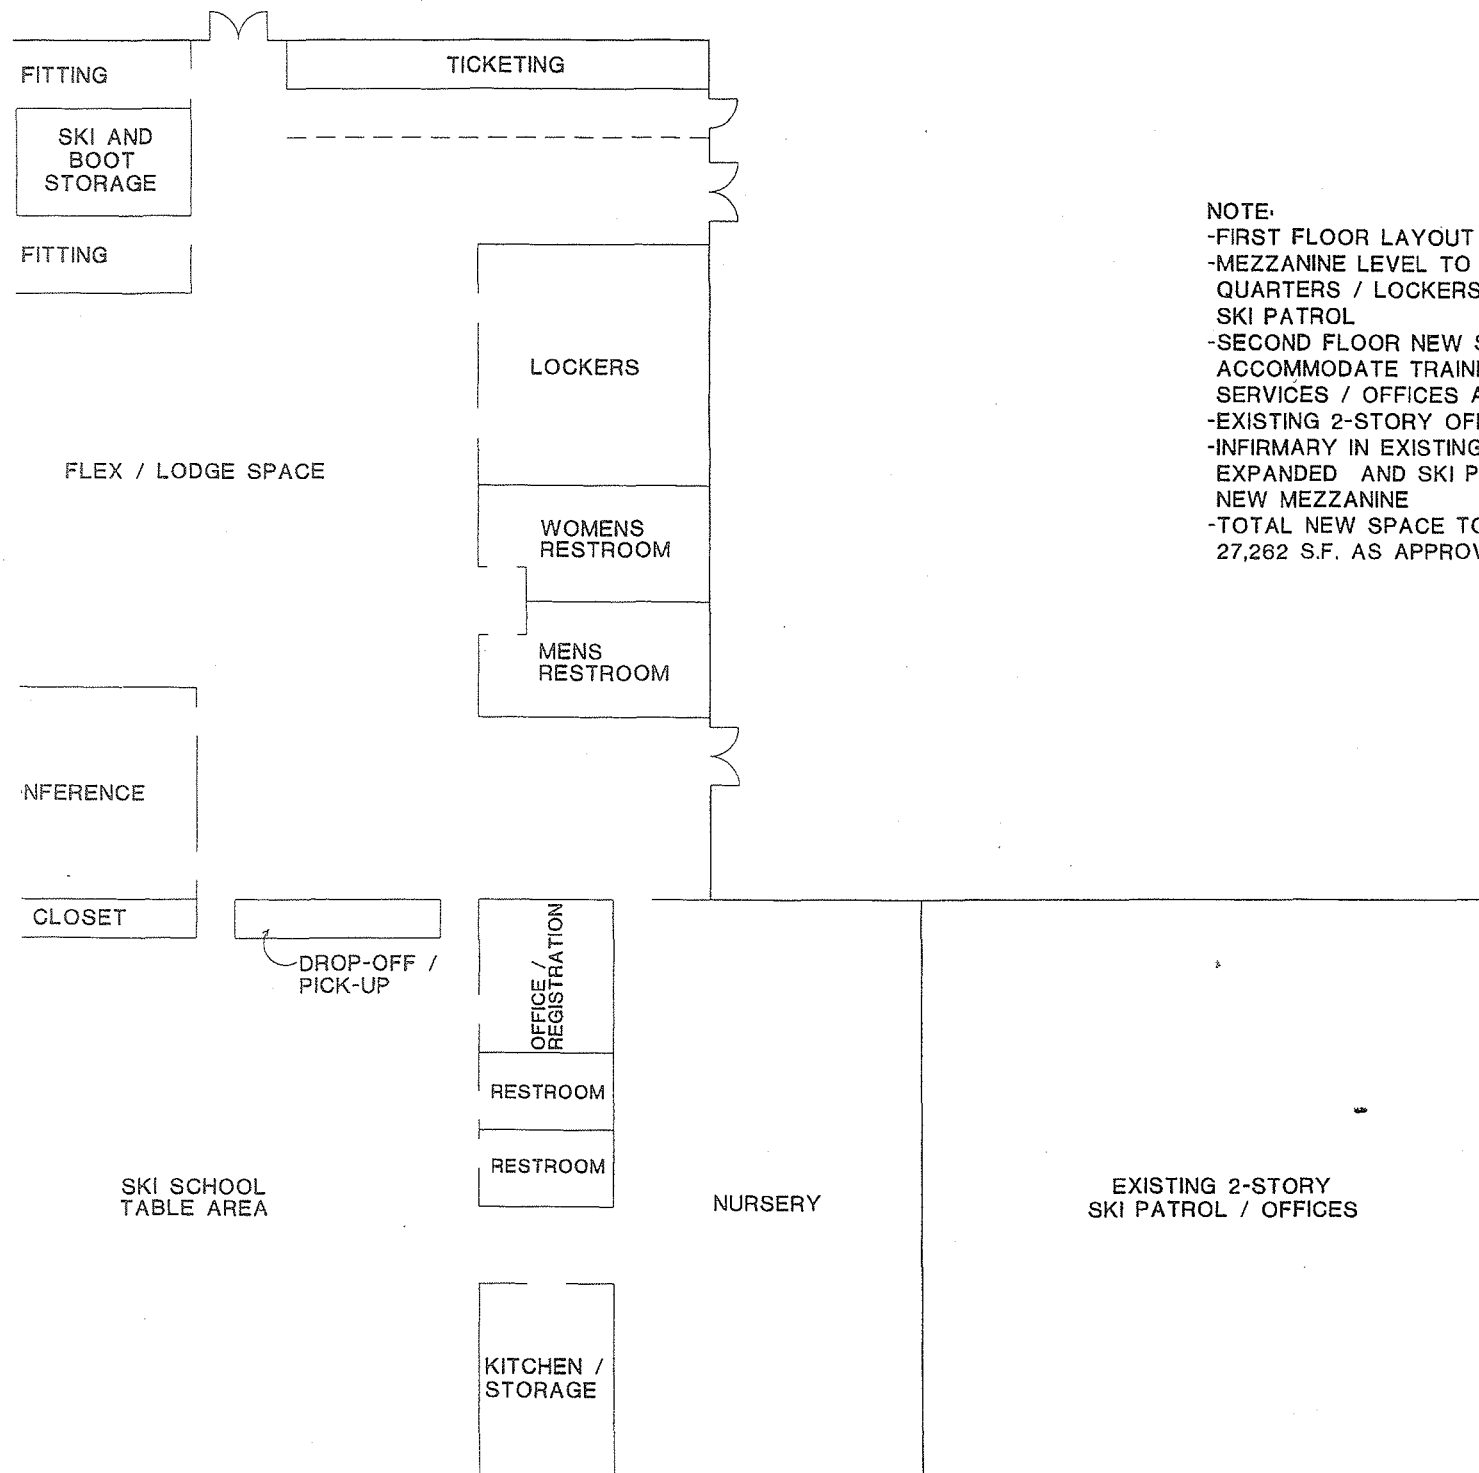 FITTING
TICKETING
SKI AND
BOOT
STORAGE
FITTING
NOTE:
-FIRST FLOOR LAYOUT
-MEZZANINE LEVEL TO
QUARTERS / LOCKERS
SKI PATROL
-SECOND FLOOR NEW S
ACCOMMODATE TRAINI
SERVICES / OFFICES A
-EXISTING 2-STORY OFF
-INFIRMARY IN EXISTING
EXPANDED AND SKI P
NEW MEZZANINE
-TOTAL NEW SPACE TO
27,262 S.F. AS APPROV
LOCKERS
FLEX / LODGE SPACE
WOMENS
RESTROOM
MENS
RESTROOM
NFERENCE
CLOSET
DROP-OFF /
PICK-UP
OFFICE /
REGISTRATION
RESTROOM
RESTROOM
SKI SCHOOL
TABLE AREA
NURSERY
EXISTING 2-STORY
SKI PATROL / OFFICES
KITCHEN /
STORAGE